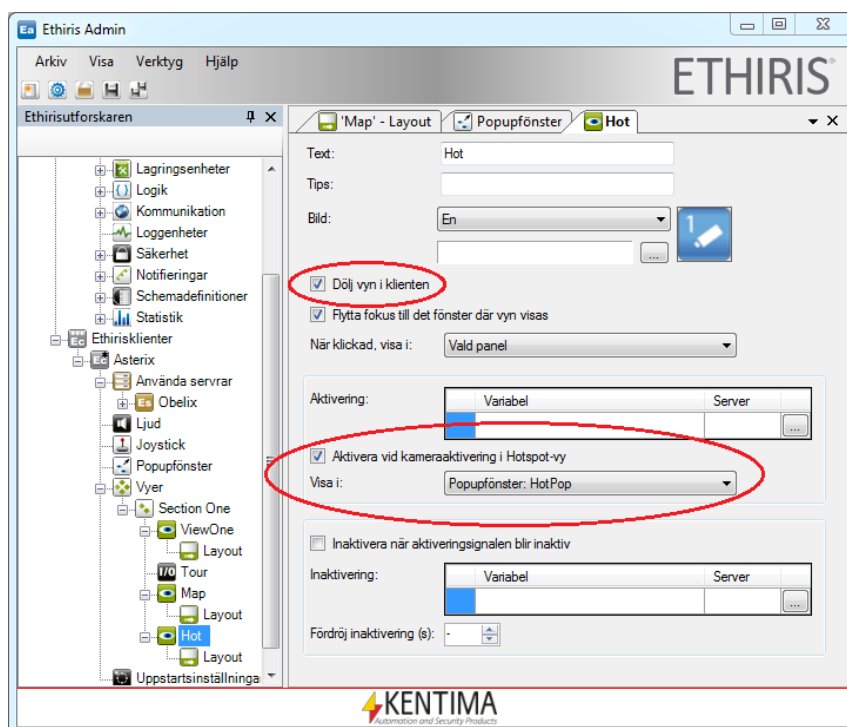 Ethiris Admin
Arkiv Visa Verktyg Hjälp
ETHIRIS®
Ethirisutforskaren
'Map' - Layout Popupfönster Hot
Lagringsenheter
Logik
Kommunikation
Loggenheter
Säkerhet
Notifieringar
Schemadefinitioner
Statistik
Ethirisklienter
Asterix
Använda servrar
Es Obelix
Ljud
Joystick
Popupfönster
Vyer
Section One
ViewOne
Layout
I/O Tour
Map
Layout
Hot
Layout
Uppstartsinställninga
Text: Hot
Tips:
Bild: En
1
...
Dölj vyn i klienten
Flytta fokus till det fönster där vyn visas
När klickad, visa i: Vald panel
Aktivering: Variabel Server
...
Aktivera vid kameraaktivering i Hotspot-vy
Visa i: Popupfönster: HotPop
Inaktivera när aktiveringsignalen blir inaktiv
Inaktivering: Variabel Server
...
Fördröj inaktivering (s): -
KENTIMA
Automation and Security Products